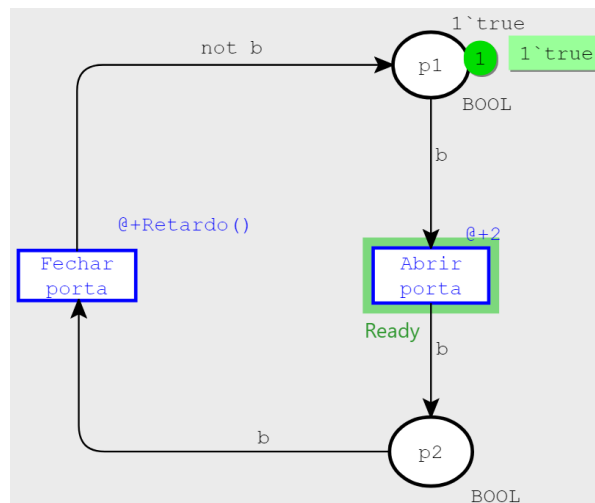 1`true
not b
p1
1
1`true
BOOL
b
@+Retardo()
@+2
Fechar
porta
Abrir
porta
Ready
b
b
p2
BOOL